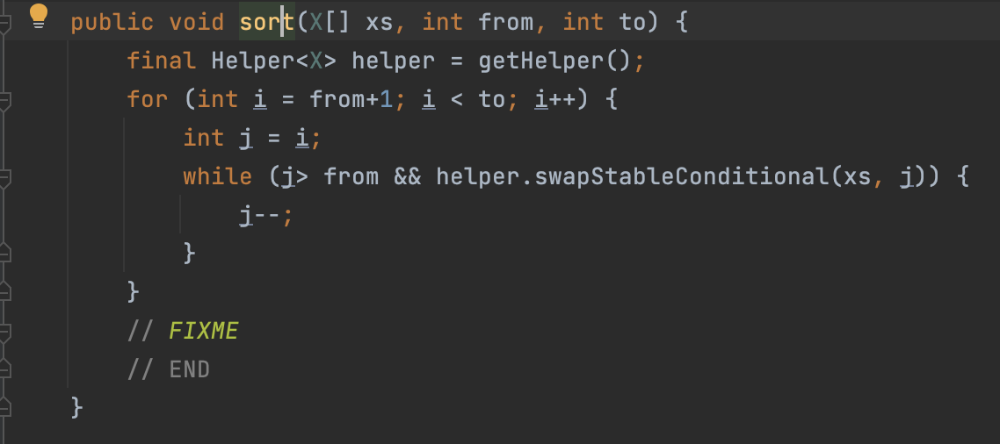 public void sort(X[] xs, int from, int to) {
    final Helper<X> helper = getHelper();
    for (int i = from+1; i < to; i++) {
        int j = i;
        while (j> from && helper.swapStableConditional(xs, j)) {
            j--;
        }
    }
    // FIXME
    // END
}